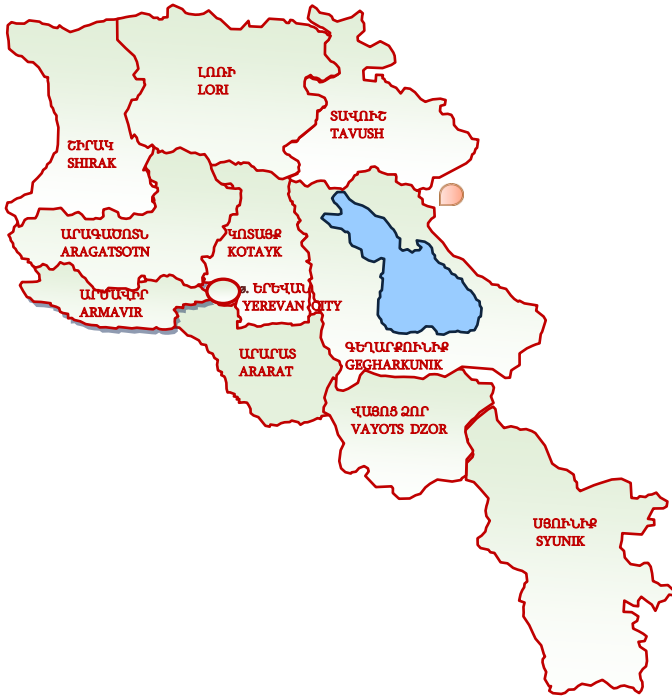 ԼՈՌԻ
LORI
ՏԱՎՈՒՇ
TAVUSH
ՇԻՐԱԿ
SHIRAK
ԱՐԱԳԱԾՈՏՆ
ARAGATSOTN
ԿՈՏԱՅՔ
KOTAYK
ք. ԵՐԵՎԱՆ
YEREVAN CITY
ԱՐՄԱՎԻՐ
ARMAVIR
ԳԵՂԱՐՔՈՒՆԻՔ
GEGHARKUNIK
ԱՐԱՐԱՏ
ARARAT
ՎԱՅՈՑ ՁՈՐ
VAYOTS DZOR
ՍՅՈՒՆԻՔ
SYUNIK